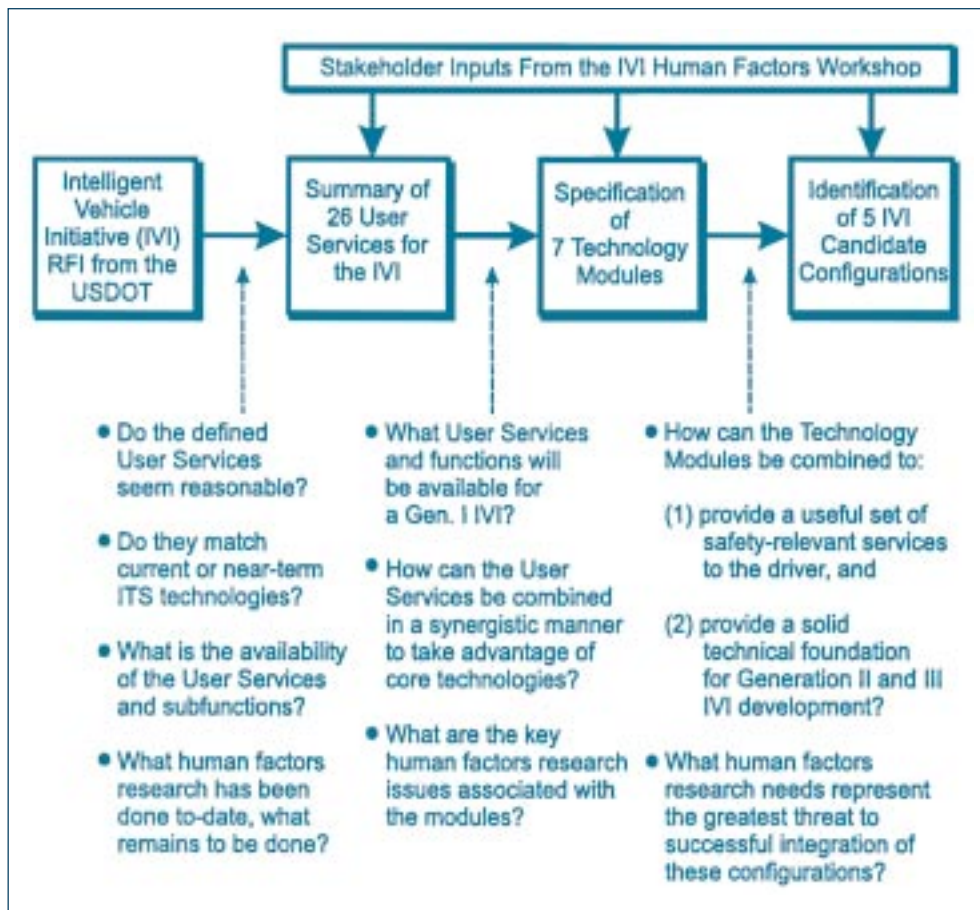 Stakeholder Inputs From the IVI Human Factors Workshop
Intelligent
Vehicle
Initiative (IVI)
RFI from the
USDOT
Summary of
26 User
Services for
the IVI
Specification
of
7 Technology
Modules
Identification
of 5 IVI
Candidate
Configurations
• Do the defined
User Services
seem reasonable?
• Do they match
current or near-term
ITS technologies?
• What is the availability
of the User Services
and subfunctions?
• What human factors
research has been
done to-date, what
remains to be done?
• What User Services
and functions will
be available for
a Gen. I IVI?
• How can the User
Services be combined
in a synergistic manner
to take advantage of
core technologies?
• What are the key
human factors research
issues associated with
the modules?
• How can the Technology
Modules be combined to:
(1) provide a useful set of
safety-relevant services
to the driver, and
(2) provide a solid
technical foundation
for Generation II and III
IVI development?
• What human factors
research needs represent
the greatest threat to
successful integration of
these configurations?